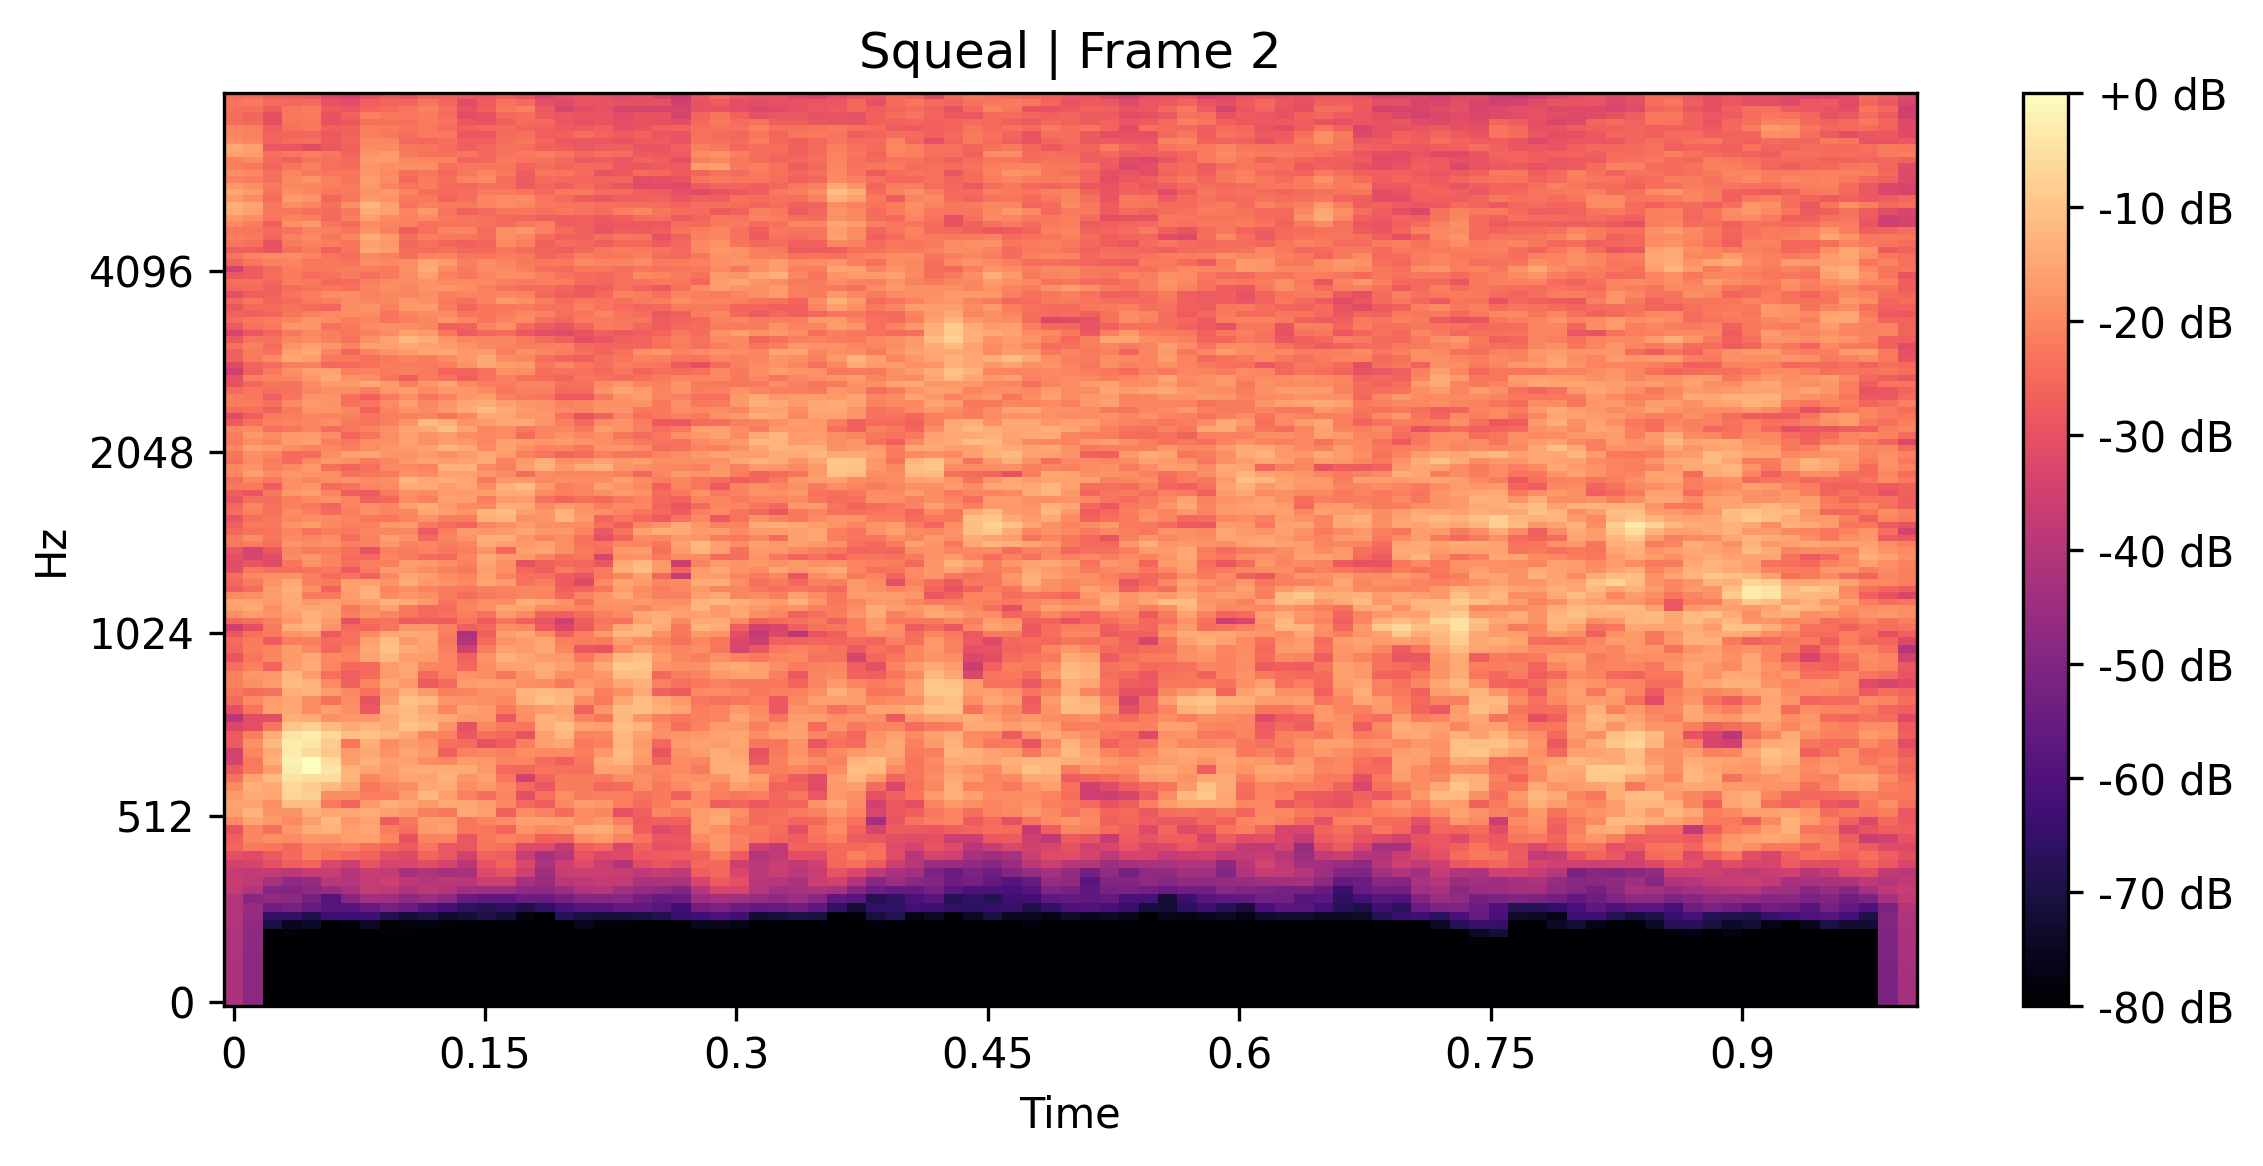 Squeal | Frame 2
+0 dB
-10 dB
4096
-20 dB
-30 dB
2048
Hz
-40 dB
1024
-50 dB
-60 dB
512
-70 dB
0
-80 dB
0 0.15 0.3 0.45 0.6 0.75 0.9
Time